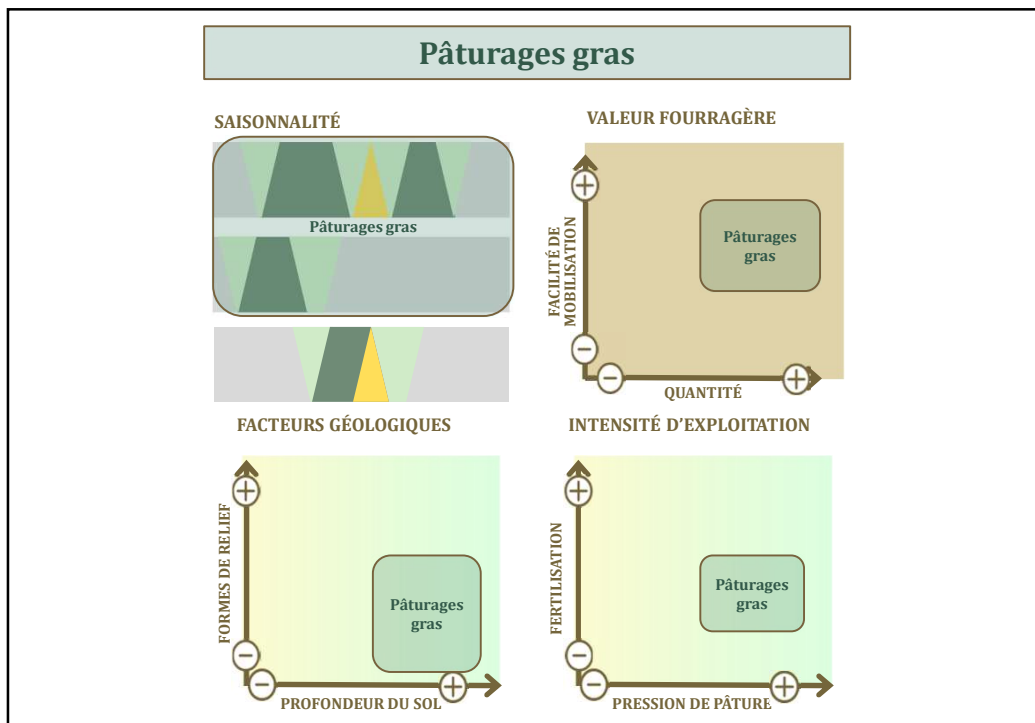 Pâturages gras
SAISONNALITÉ
Pâturages gras
VALEUR FOURRAGÈRE
FACILITÉ DE
MOBILISATION
+
−
Pâturages
gras
−
+
QUANTITÉ
FACTEURS GÉOLOGIQUES
FORMES DE RELIEF
+
−
Pâturages
gras
−
+
PROFONDEUR DU SOL
INTENSITÉ D’EXPLOITATION
FERTILISATION
+
−
Pâturages
gras
−
+
PRESSION DE PÂTURE